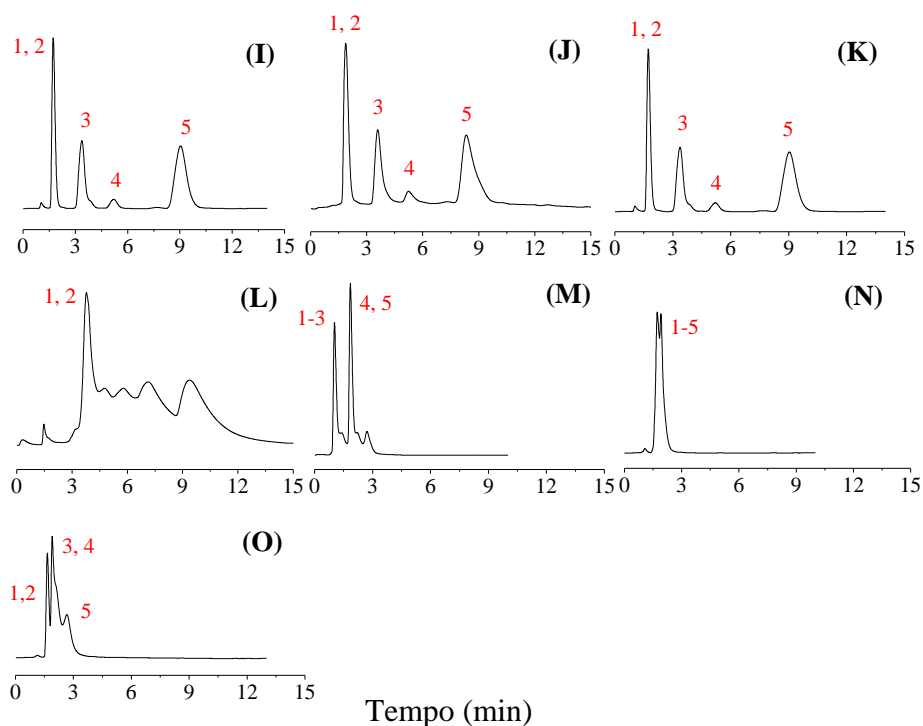 1, 2 (I) 3 4 5
0 3 6 9 12 15
1, 2 (J) 3 4 5
0 3 6 9 12 15
1, 2 (K) 3 4 5
0 3 6 9 12 15
1, 2 (L)
0 3 6 9 12 15
1-3 4, 5 (M)
0 3 6 9 12 15
1-5 (N)
0 3 6 9 12 15
1,2 3, 4 5 (O)
0 3 6 9 12 15
Tempo (min)